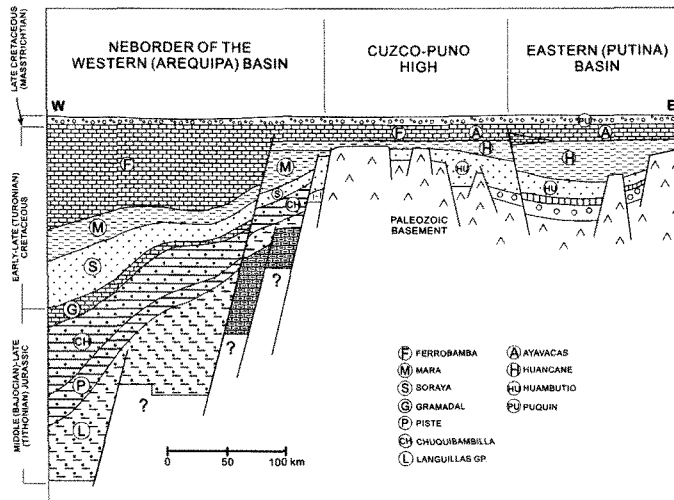 LATE CRETACEOUS
(MASSTRICHTIAN)
NEBORDER OF THE
WESTERN (AREQUIPA) BASIN
CUZCO-PUNO
HIGH
EASTERN (PUTINA)
BASIN
W
E
PU
F
A
A
F
H
H
M
HU
S
HU
CH
M
PALEOZOIC
BASEMENT
S
EARLY-LATE (TURONIAN)
CRETACEOUS
G
?
CH
?
P
?
L
MIDDLE (BAJOCIAN)-LATE
(TITHONIAN) JURASSIC
F FERROBAMBA
M MARA
S SORAYA
G GRAMADAL
P PISTE
CH CHUQUIBAMBILLA
L LANGUILLAS GP.
A AYAVACAS
H HUANCANE
HU HUAMBUTIO
PU PUQUIN
0 50 100 km